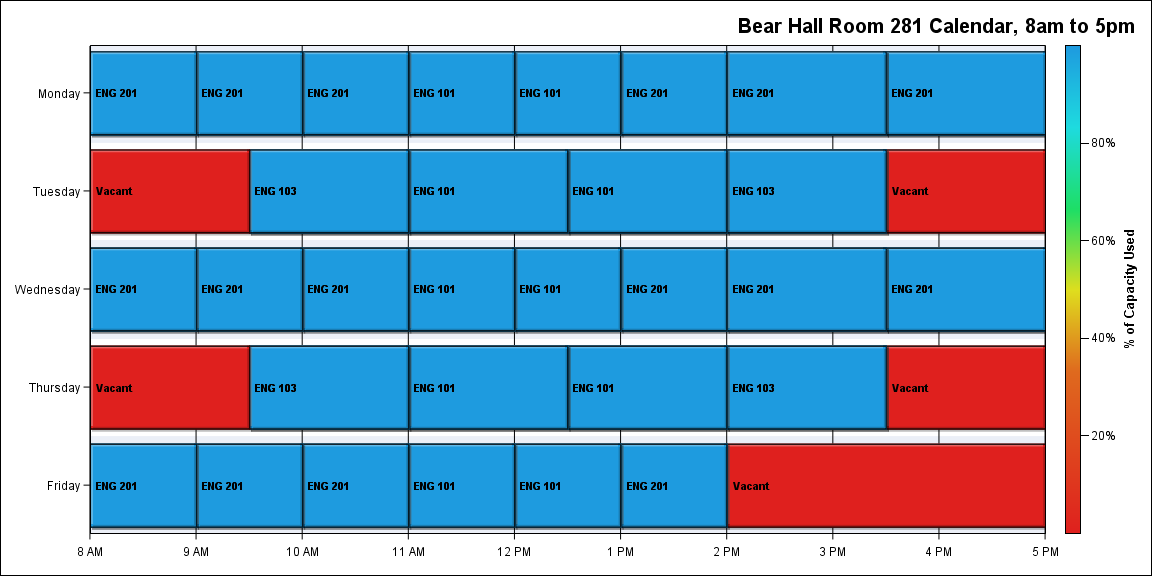 Bear Hall Room 281 Calendar, 8am to 5pm
Monday
ENG 201 ENG 201 ENG 201 ENG 101 ENG 101 ENG 201 ENG 201 ENG 201
Tuesday
Vacant ENG 103 ENG 101 ENG 101 ENG 103 Vacant
Wednesday
ENG 201 ENG 201 ENG 201 ENG 101 ENG 101 ENG 201 ENG 201 ENG 201
Thursday
Vacant ENG 103 ENG 101 ENG 101 ENG 103 Vacant
Friday
ENG 201 ENG 201 ENG 201 ENG 101 ENG 101 ENG 201 Vacant
8 AM 9 AM 10 AM 11 AM 12 PM 1 PM 2 PM 3 PM 4 PM 5 PM
80%
60%
40%
20%
% of Capacity Used